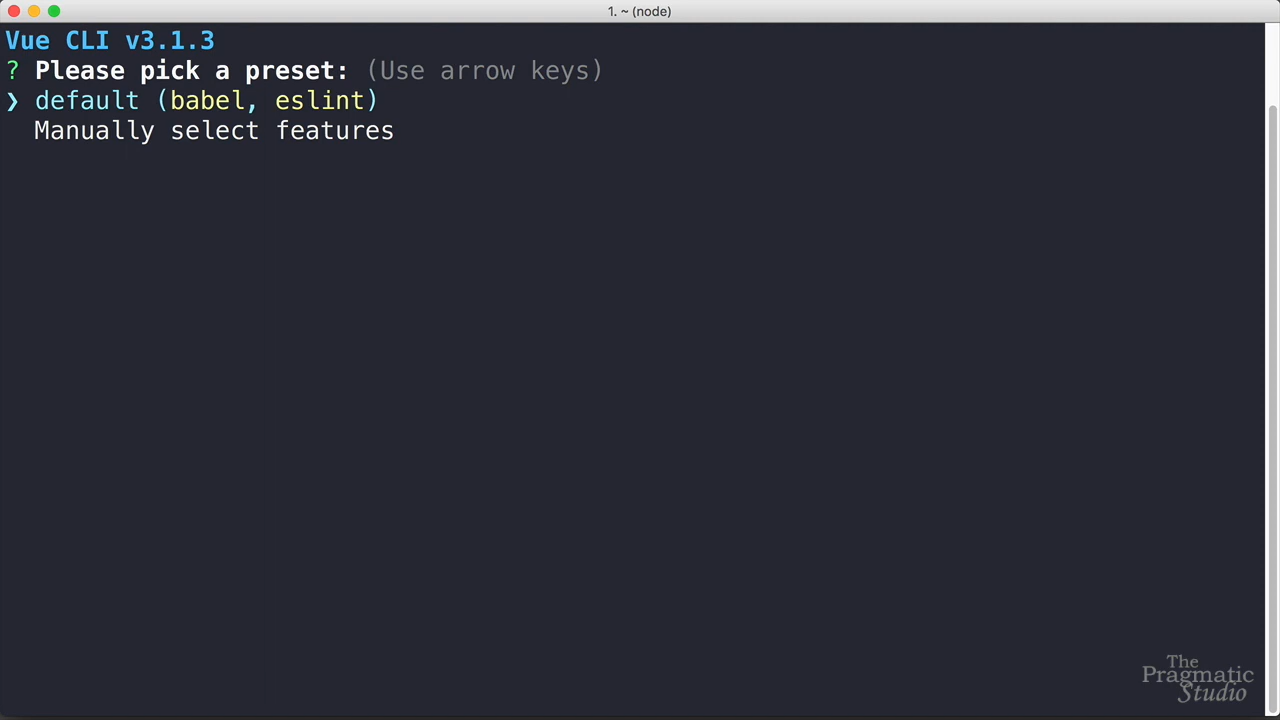 1. ~ (node)
Vue CLI v3.1.3
? Please pick a preset: (Use arrow keys)
❯ default (babel, eslint)
Manually select features
The
Pragmatic
Studio